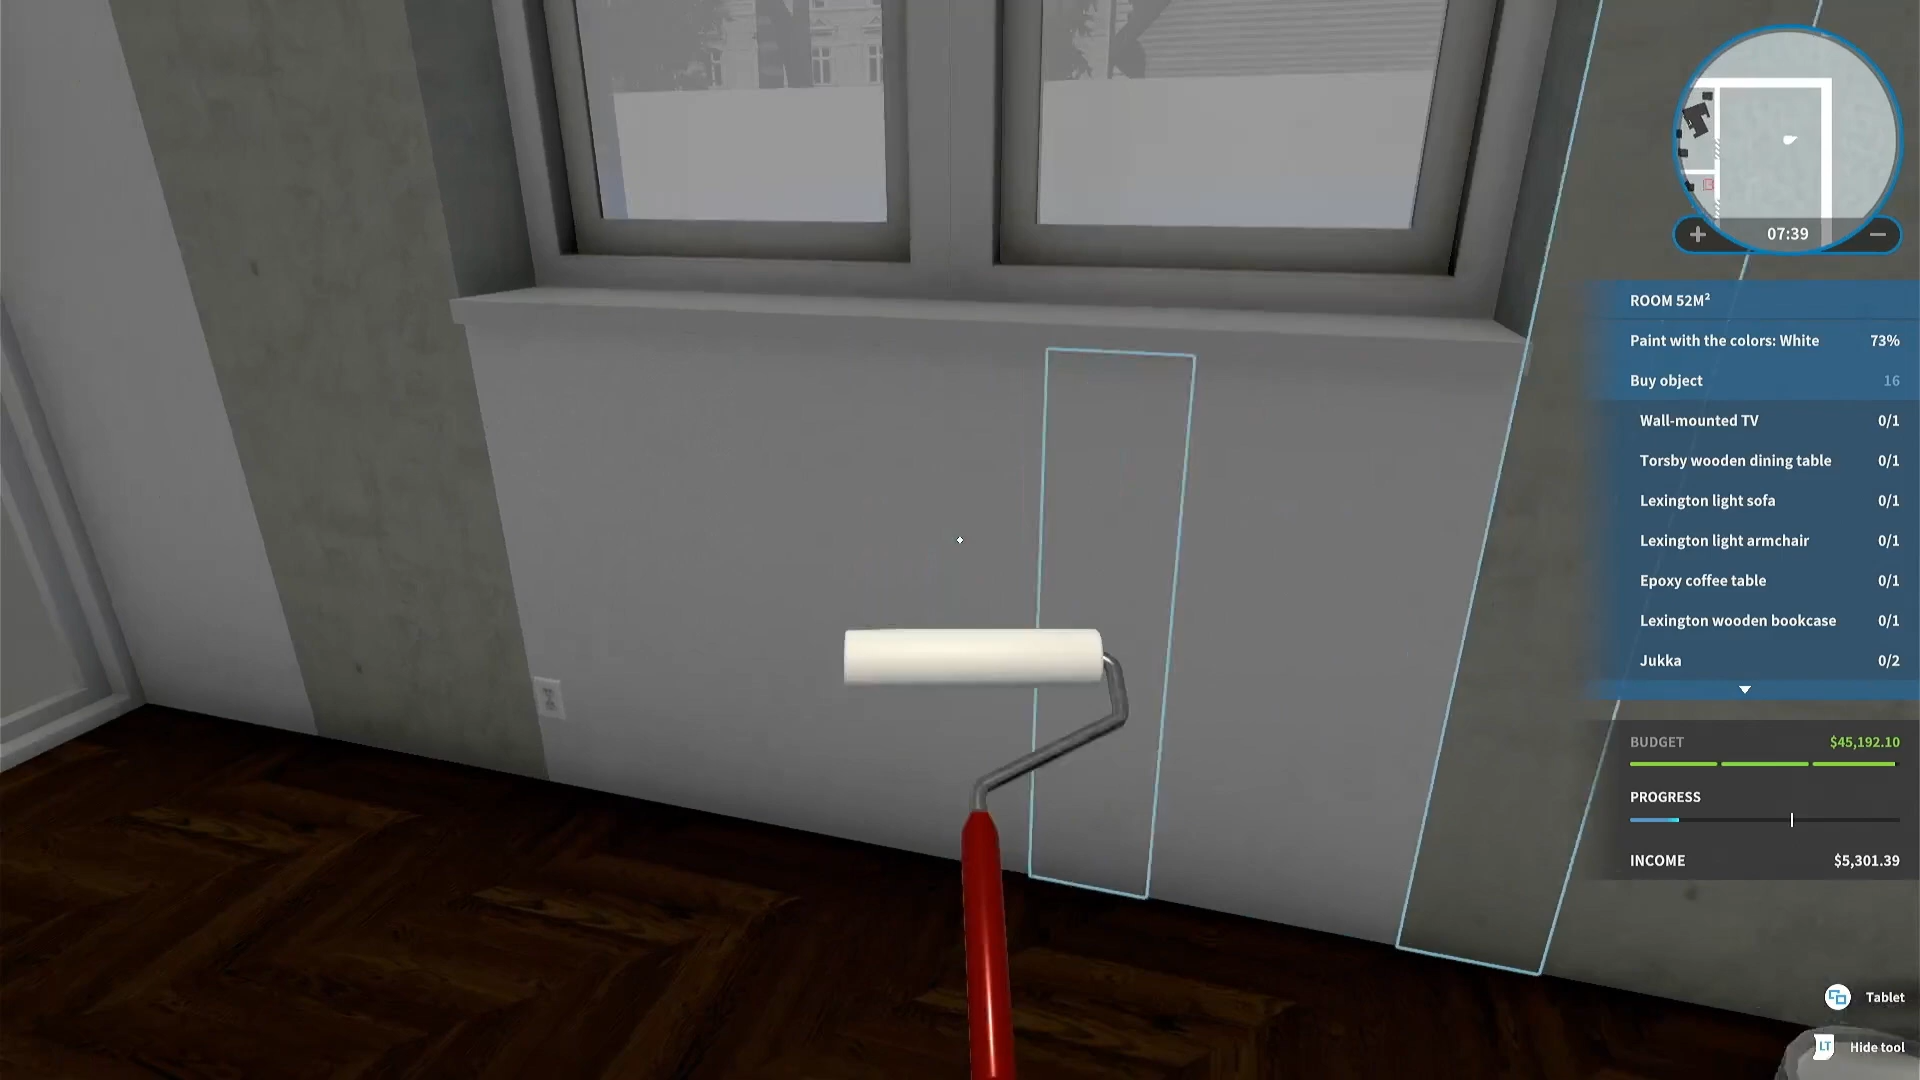 07:39
ROOM 52M²
Paint with the colors: White 73%
Buy object 16
Wall-mounted TV 0/1
Torsby wooden dining table 0/1
Lexington light sofa 0/1
Lexington light armchair 0/1
Epoxy coffee table 0/1
Lexington wooden bookcase 0/1
Jukka 0/2
BUDGET $45,192.10
PROGRESS
INCOME $5,301.39
Tablet
LT Hide tool